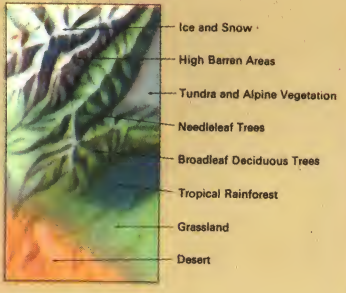 Ice and Snow
High Barren Areas
Tundra and Alpine Vegetation
Needleleaf Trees
Broadleaf Deciduous Trees
Tropical Rainforest
Grassland
Desert